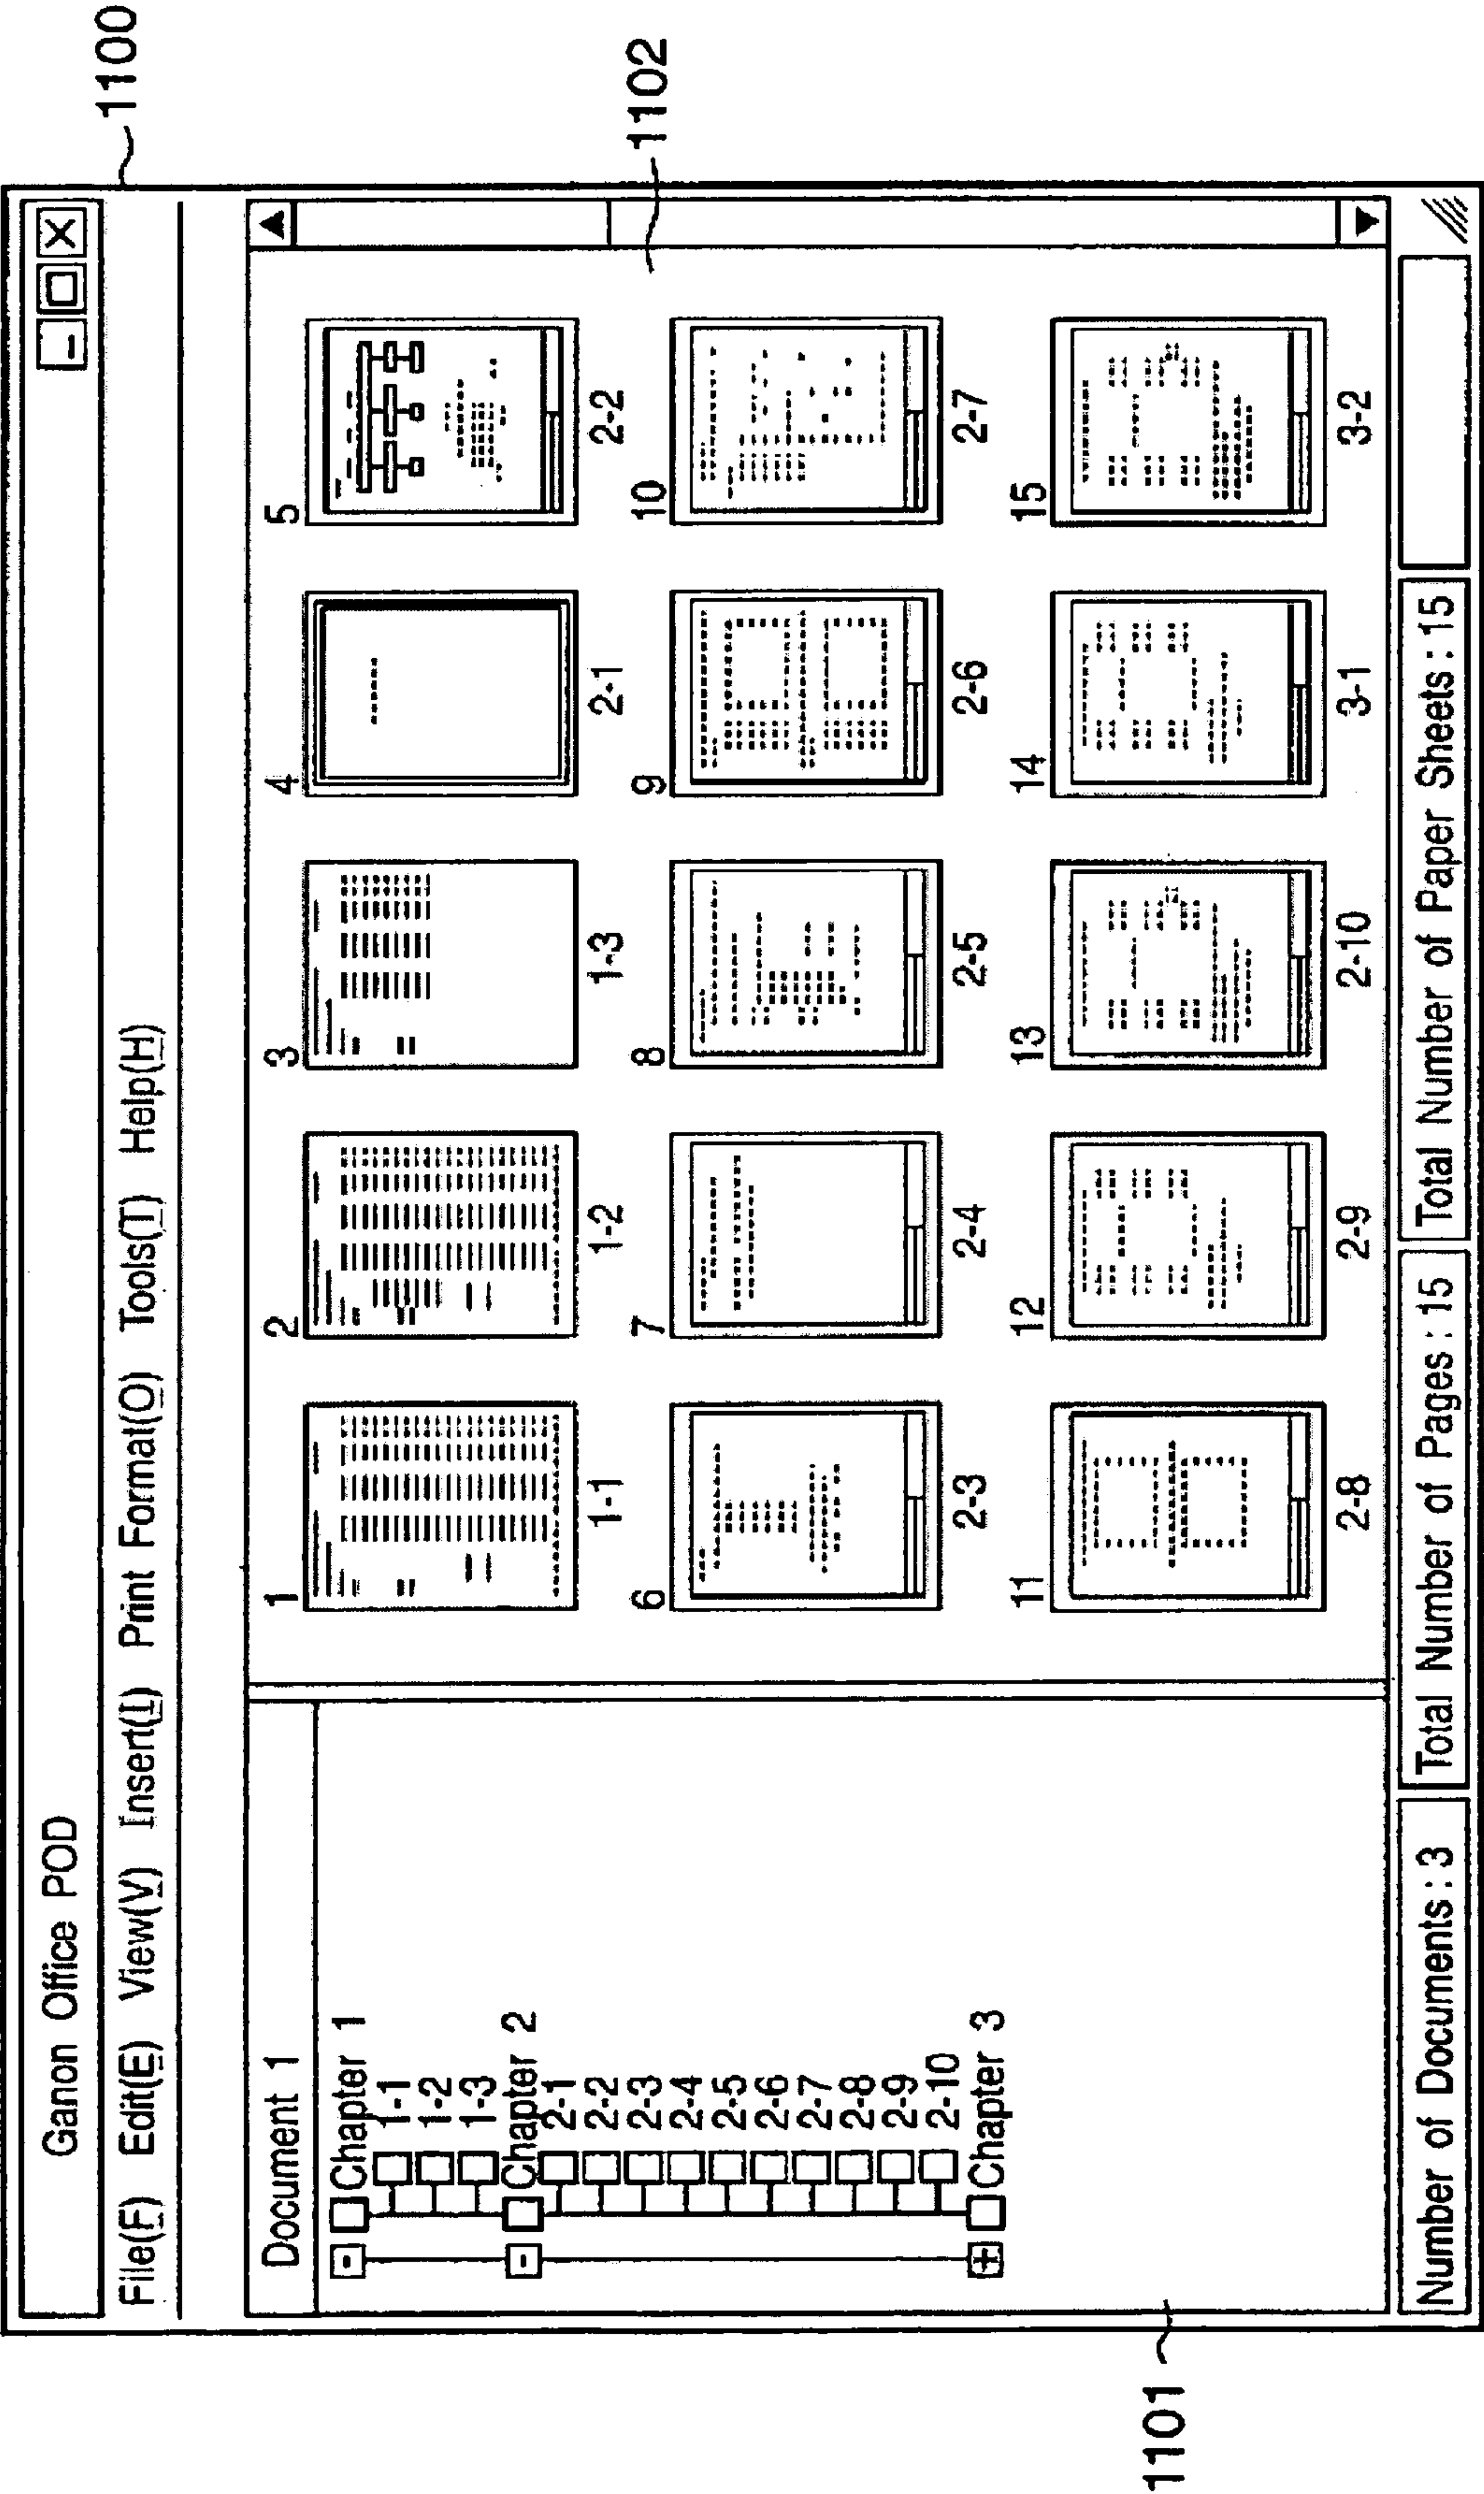 1100
Ganon Office POD
File(F) Edit(E) View(V) Insert(I) Print Format(O) Tools(T) Help(H)
1102
Document 1
Chapter 1
1-1
1-2
1-3
Chapter 2
2-1
2-2
2-3
2-4
2-5
2-6
2-7
2-8
2-9
2-10
Chapter 3
1 2 3 4 5
1-1 1-2 1-3 2-1 2-2
6 7 8 9 10
2-3 2-4 2-5 2-6 2-7
11 12 13 14 15
2-8 2-9 2-10 3-1 3-2
1101
Number of Documents : 3 Total Number of Pages : 15 Total Number of Paper Sheets : 15